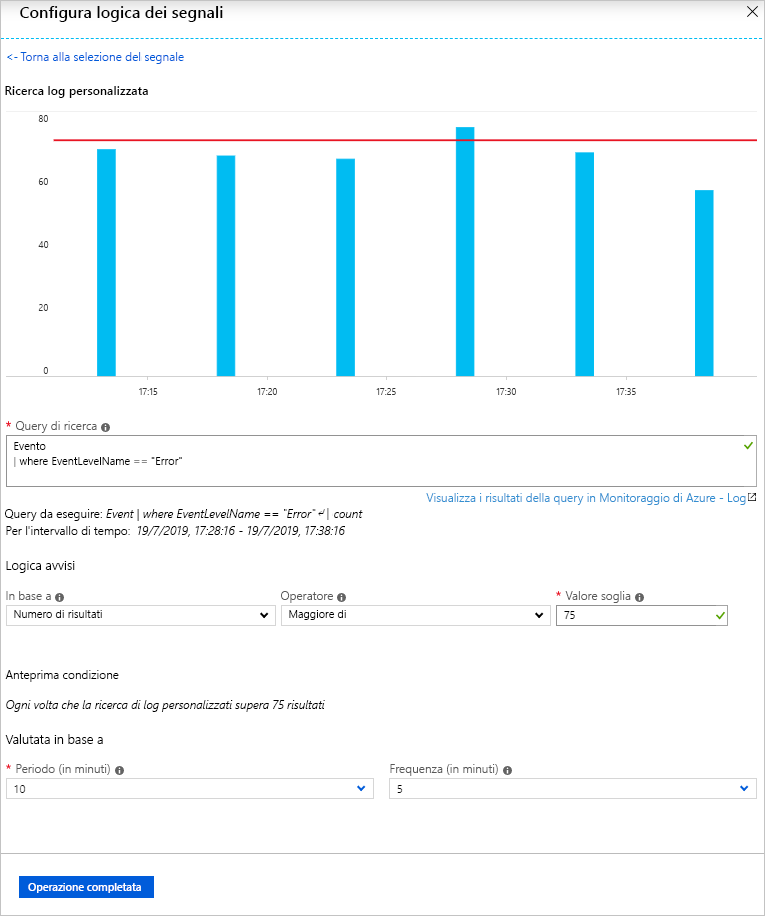 Configura logica dei segnali
<- Torna alla selezione del segnale
Ricerca log personalizzata
80
60
40
20
0
17:15 17:20 17:25 17:30 17:35
* Query di ricerca
Evento
| where EventLevelName == "Error"
Visualizza i risultati della query in Monitoraggio di Azure - Log
Query da eseguire: Event | where EventLevelName == "Error" ↵ | count
Per l'intervallo di tempo: 19/7/2019, 17:28:16 - 19/7/2019, 17:38:16
Logica avvisi
In base a Operatore * Valore soglia
Numero di risultati Maggiore di 75
Anteprima condizione
Ogni volta che la ricerca di log personalizzati supera 75 risultati
Valutata in base a
* Periodo (in minuti) Frequenza (in minuti)
10 5
Operazione completata